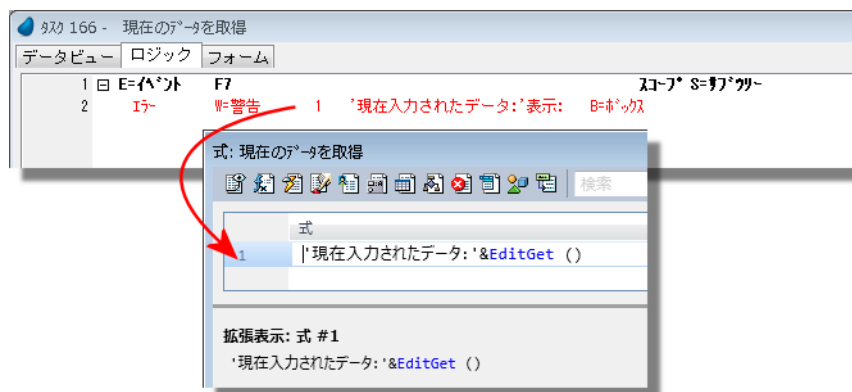 ﾀｽｸ 166 - 現在のﾃﾞｰﾀを取得
データビュー ロジック フォーム
1 E=ｲﾍﾞﾝﾄ F7 ｽｺｰﾌﾟ S=ｻﾌﾞﾂﾘｰ
2 ｴﾗｰ W=警告 1 '現在入力されたデータ:'表示: B=ﾎﾞｯｸｽ
式: 現在のﾃﾞｰﾀを取得
検索
式
1 '現在入力されたデータ:'&EditGet ()
拡張表示: 式 #1
'現在入力されたデータ:'&EditGet ()